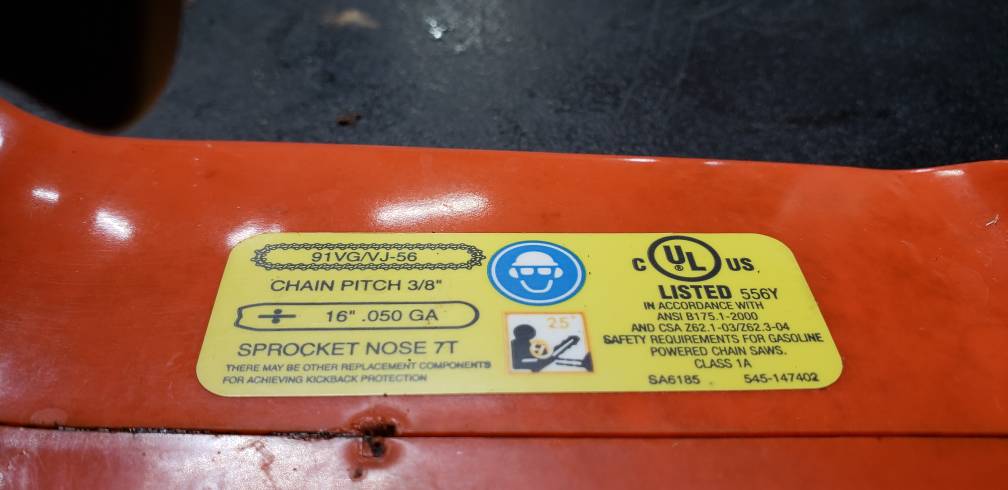 91VG/VJ-56
CHAIN PITCH 3/8"
16" .050 GA
SPROCKET NOSE 7T
THERE MAY BE OTHER REPLACEMENT COMPONENTS
FOR ACHIEVING KICKBACK PROTECTION
25°
C UL® US
LISTED 556Y
IN ACCORDANCE WITH
ANSI B175.1-2000
AND CSA Z62.1-03/Z62.3-04
SAFETY REQUIREMENTS FOR GASOLINE
POWERED CHAIN SAWS.
CLASS 1A
SA6185 545-147402